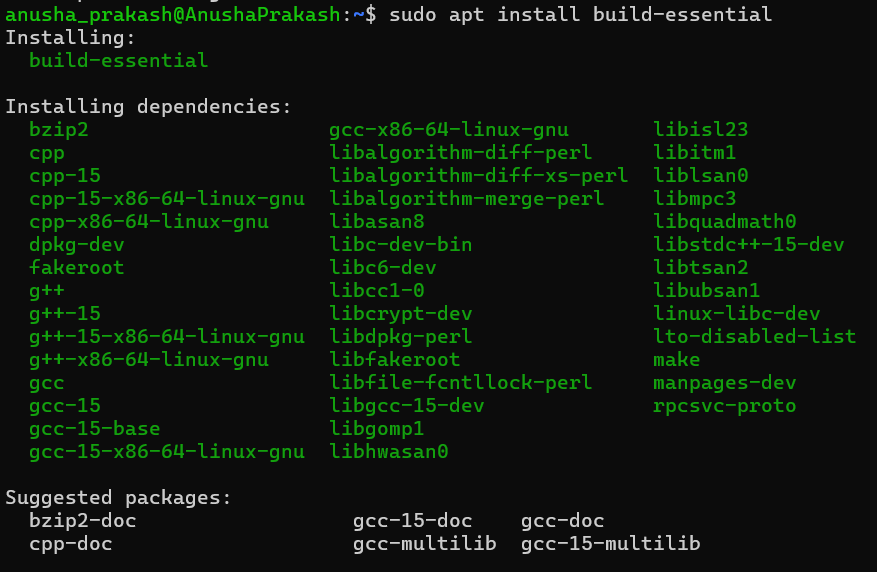 anusha_prakash@AnushaPrakash:~$ sudo apt install build-essential
Installing:
build-essential
Installing dependencies:
bzip2 gcc-x86-64-linux-gnu libisl23
cpp libalgorithm-diff-perl libitm1
cpp-15 libalgorithm-diff-xs-perl liblsan0
cpp-15-x86-64-linux-gnu libalgorithm-merge-perl libmpc3
cpp-x86-64-linux-gnu libasan8 libquadmath0
dpkg-dev libc-dev-bin libstdc++-15-dev
fakeroot libc6-dev libtsan2
g++ libcc1-0 libubsan1
g++-15 libcrypt-dev linux-libc-dev
g++-15-x86-64-linux-gnu libdpkg-perl lto-disabled-list
g++-x86-64-linux-gnu libfakeroot make
gcc libfile-fcntllock-perl manpages-dev
gcc-15 libgcc-15-dev rpcsvc-proto
gcc-15-base libgomp1
gcc-15-x86-64-linux-gnu libhwasan0
Suggested packages:
bzip2-doc gcc-15-doc gcc-doc
cpp-doc gcc-multilib gcc-15-multilib